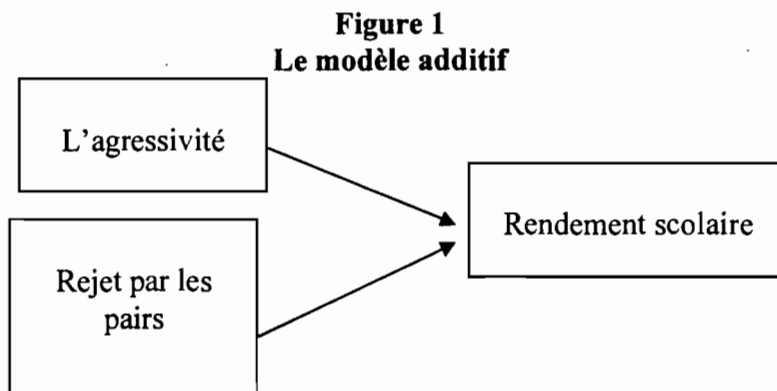 Figure 1
Le modèle additif
L'agressivité
Rendement scolaire
Rejet par les
pairs